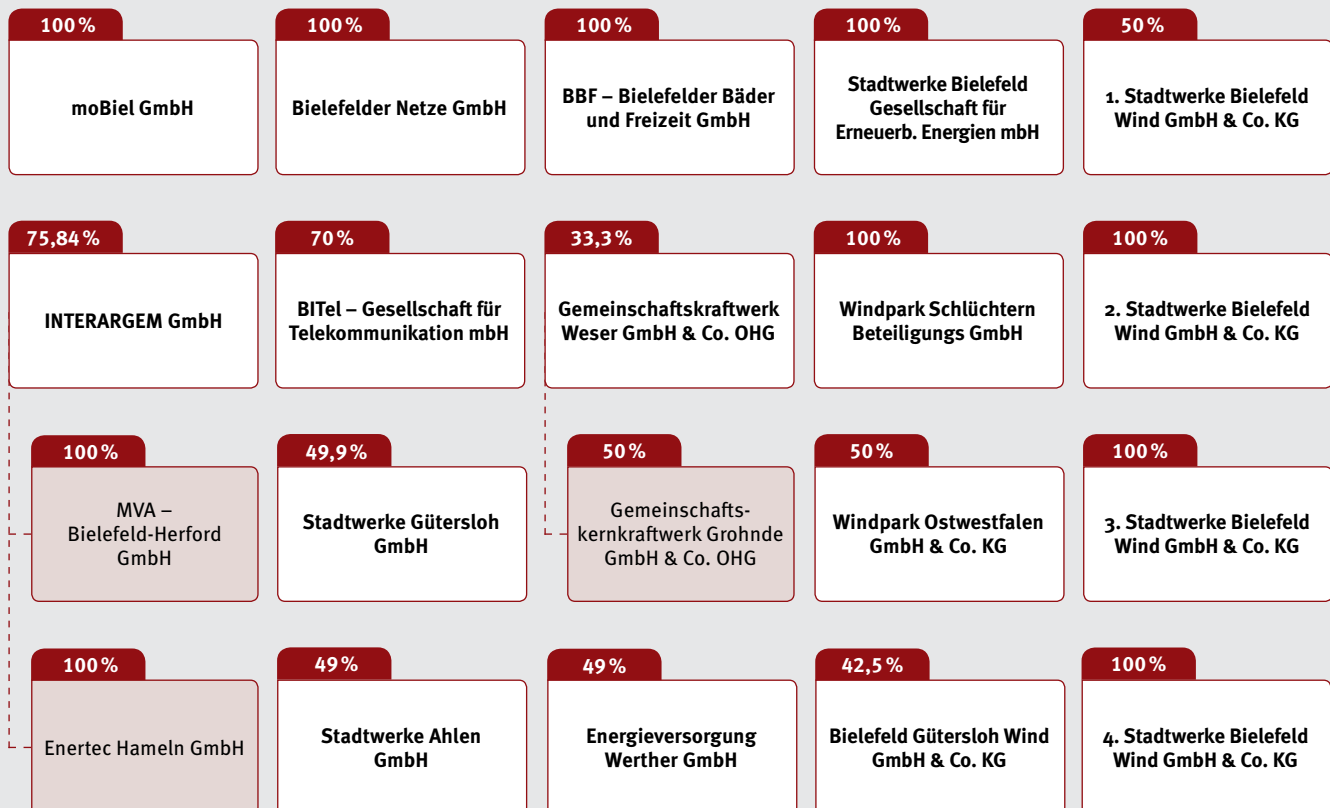 100 %
moBiel GmbH
100 %
Bielefelder Netze GmbH
100 %
BBF – Bielefelder Bäder
und Freizeit GmbH
100 %
Stadtwerke Bielefeld
Gesellschaft für
Erneuerb. Energien mbH
50 %
1. Stadtwerke Bielefeld
Wind GmbH & Co. KG
75,84 %
INTERARGEM GmbH
70 %
BITel – Gesellschaft für
Telekommunikation mbH
33,3 %
Gemeinschaftskraftwerk
Weser GmbH & Co. OHG
100 %
Windpark Schlüchtern
Beteiligungs GmbH
100 %
2. Stadtwerke Bielefeld
Wind GmbH & Co. KG
100 %
MVA –
Bielefeld-Herford
GmbH
49,9 %
Stadtwerke Gütersloh
GmbH
50 %
Gemeinschafts-
kernkraftwerk Grohnde
GmbH & Co. OHG
50 %
Windpark Ostwestfalen
GmbH & Co. KG
100 %
3. Stadtwerke Bielefeld
Wind GmbH & Co. KG
100 %
Enertec Hameln GmbH
49 %
Stadtwerke Ahlen
GmbH
49 %
Energieversorgung
Werther GmbH
42,5 %
Bielefeld Gütersloh Wind
GmbH & Co. KG
100 %
4. Stadtwerke Bielefeld
Wind GmbH & Co. KG